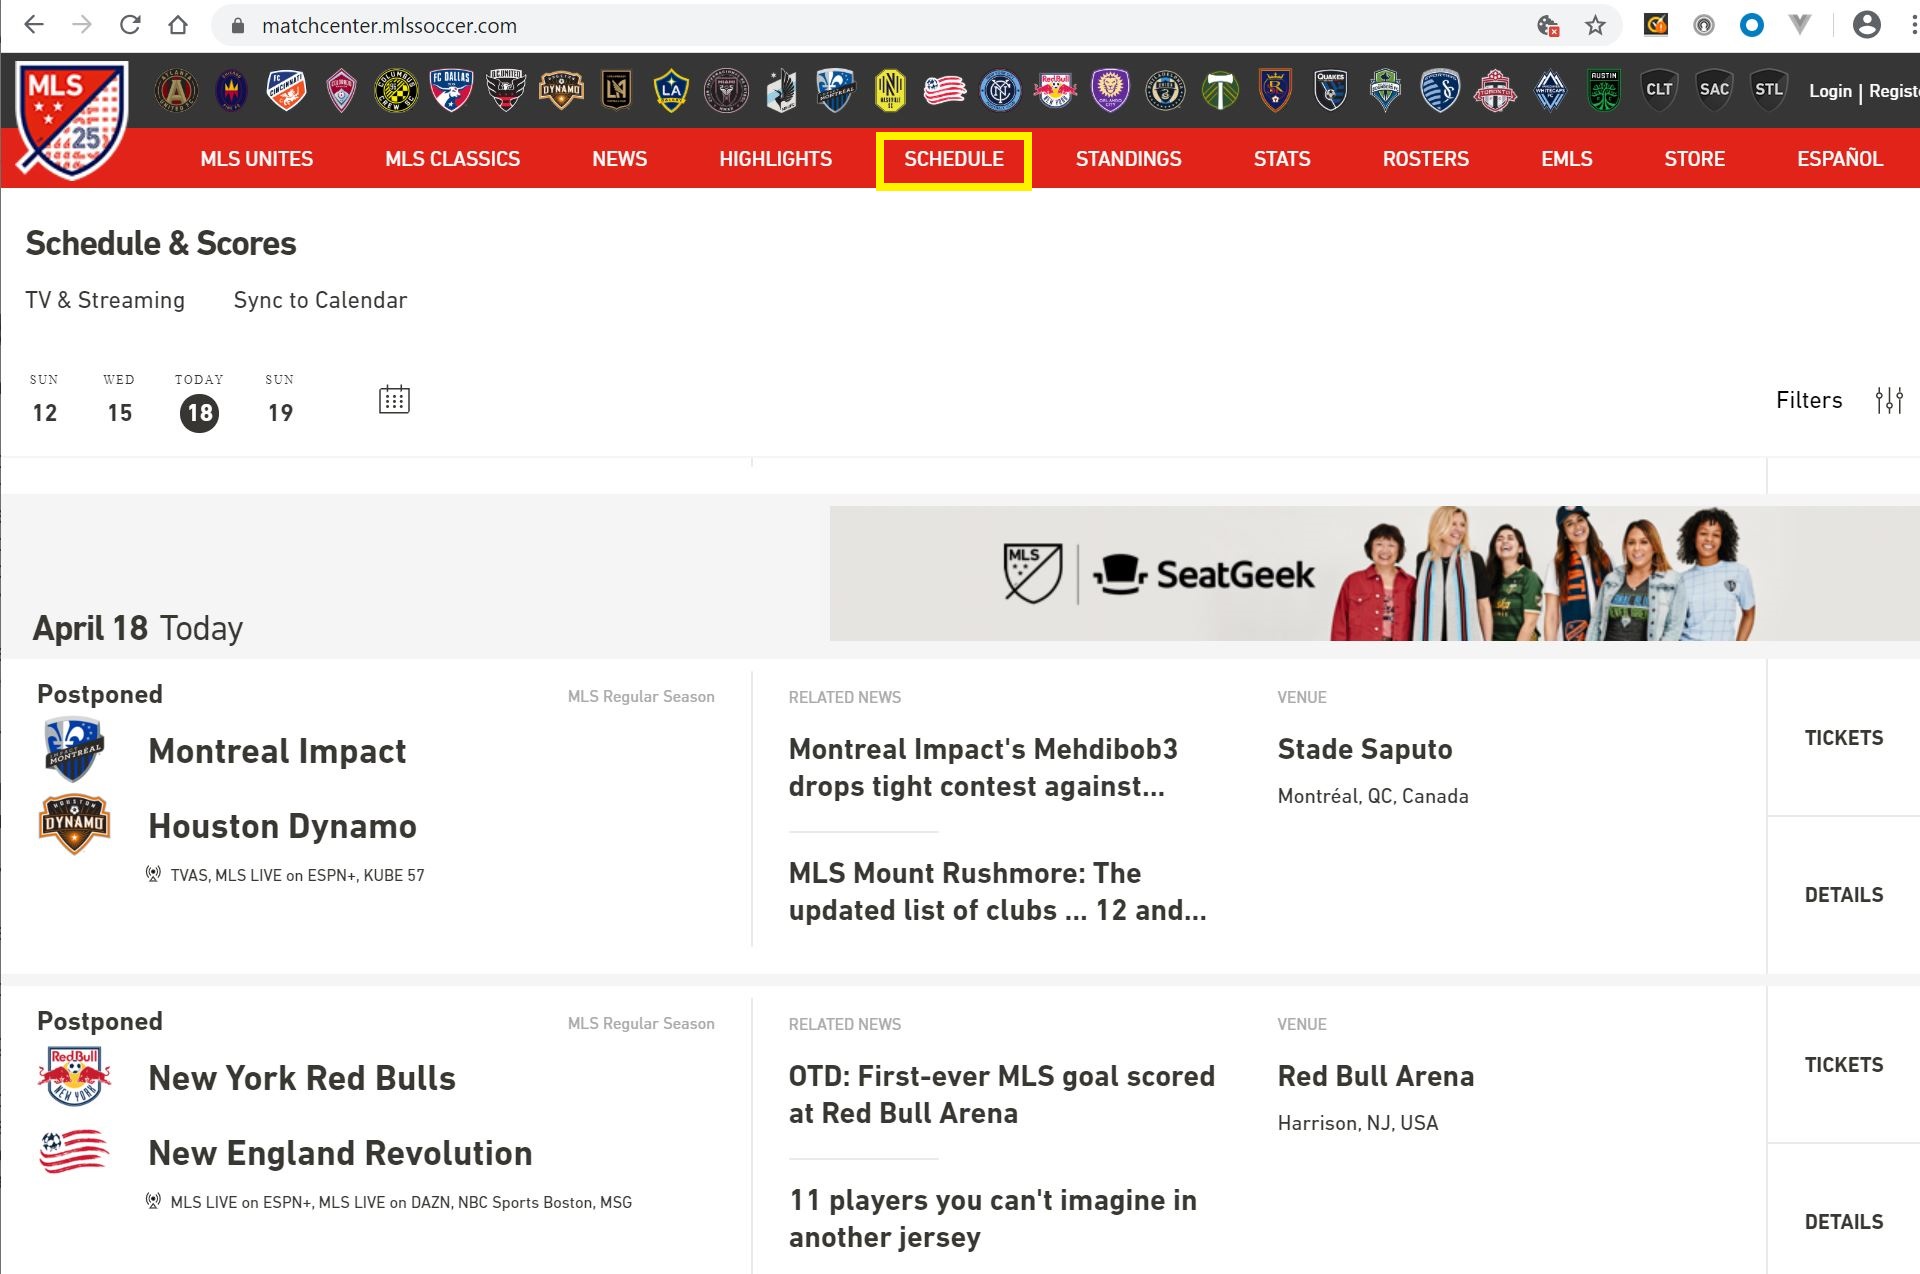 matchcenter.mlssoccer.com
MLS
25
CLT SAC STL Login | Registe
MLS UNITES MLS CLASSICS NEWS HIGHLIGHTS SCHEDULE STANDINGS STATS ROSTERS EMLS STORE ESPAÑOL
Schedule & Scores
TV & Streaming Sync to Calendar
SUN WED TODAY SUN
12 15 18 19
Filters
MLS SeatGeek
April 18 Today
Postponed MLS Regular Season
Montreal Impact
Houston Dynamo
TVAS, MLS LIVE on ESPN+, KUBE 57
RELATED NEWS
Montreal Impact's Mehdibob3
drops tight contest against...
MLS Mount Rushmore: The
updated list of clubs ... 12 and...
VENUE
Stade Saputo
Montréal, QC, Canada
TICKETS
DETAILS
Postponed MLS Regular Season
New York Red Bulls
New England Revolution
MLS LIVE on ESPN+, MLS LIVE on DAZN, NBC Sports Boston, MSG
RELATED NEWS
OTD: First-ever MLS goal scored
at Red Bull Arena
11 players you can't imagine in
another jersey
VENUE
Red Bull Arena
Harrison, NJ, USA
TICKETS
DETAILS